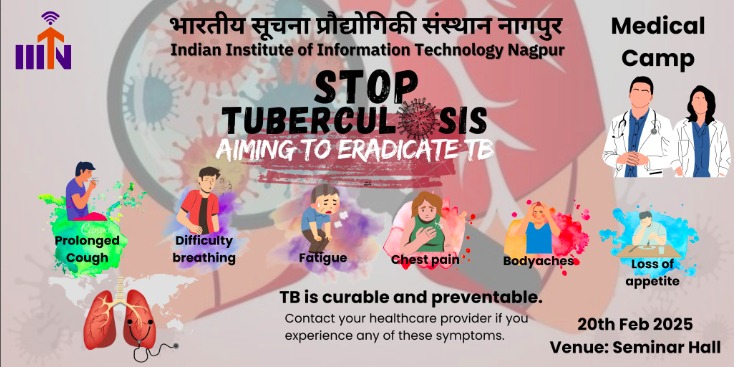 भारतीय सूचना प्रौद्योगिकी संस्थान नागपुर
Indian Institute of Information Technology Nagpur
IIITN
Medical
Camp
STOP
TUBERCULOSIS
AIMING TO ERADICATE TB
Prolonged
Cough
Difficulty
breathing
Fatigue
Chest pain
Bodyaches
Loss of
appetite
TB is curable and preventable.
Contact your healthcare provider if you
experience any of these symptoms.
20th Feb 2025
Venue: Seminar Hall